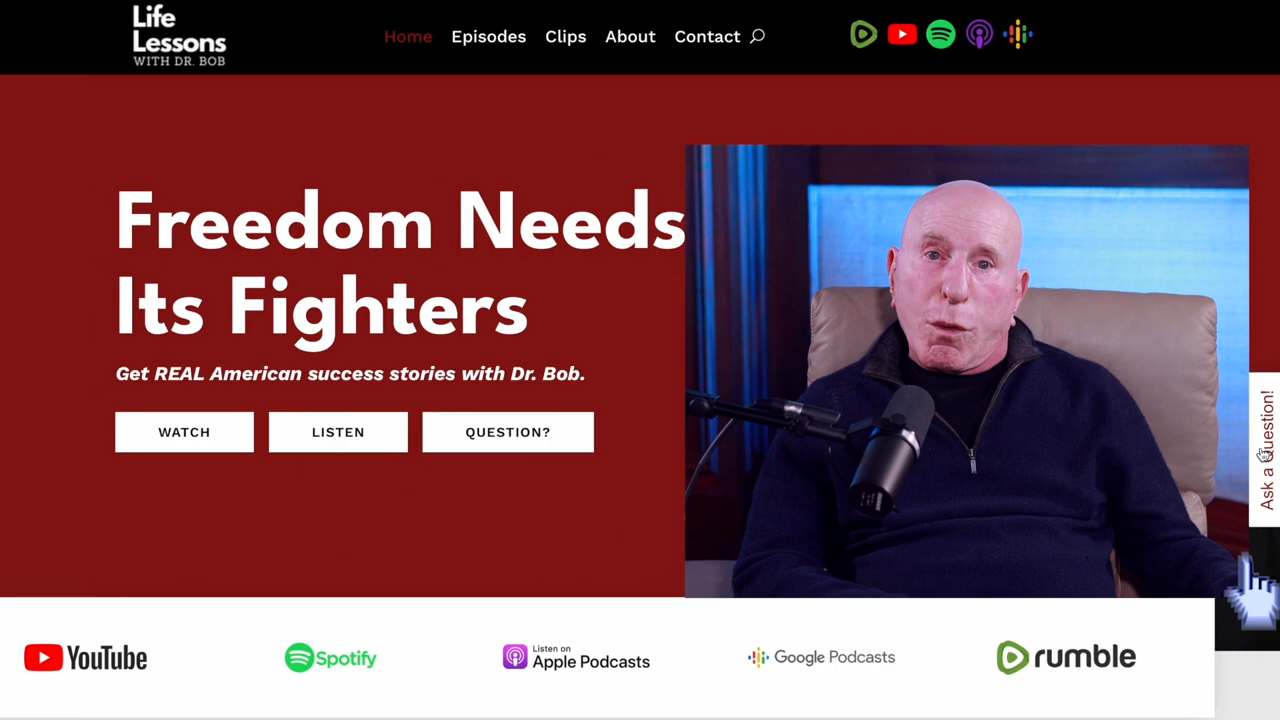 Life
Lessons
WITH DR. BOB
Home Episodes Clips About Contact
Freedom Needs
Its Fighters
Get REAL American success stories with Dr. Bob.
WATCH LISTEN QUESTION?
Ask a Question!
YouTube Spotify Listen on Apple Podcasts Google Podcasts rumble